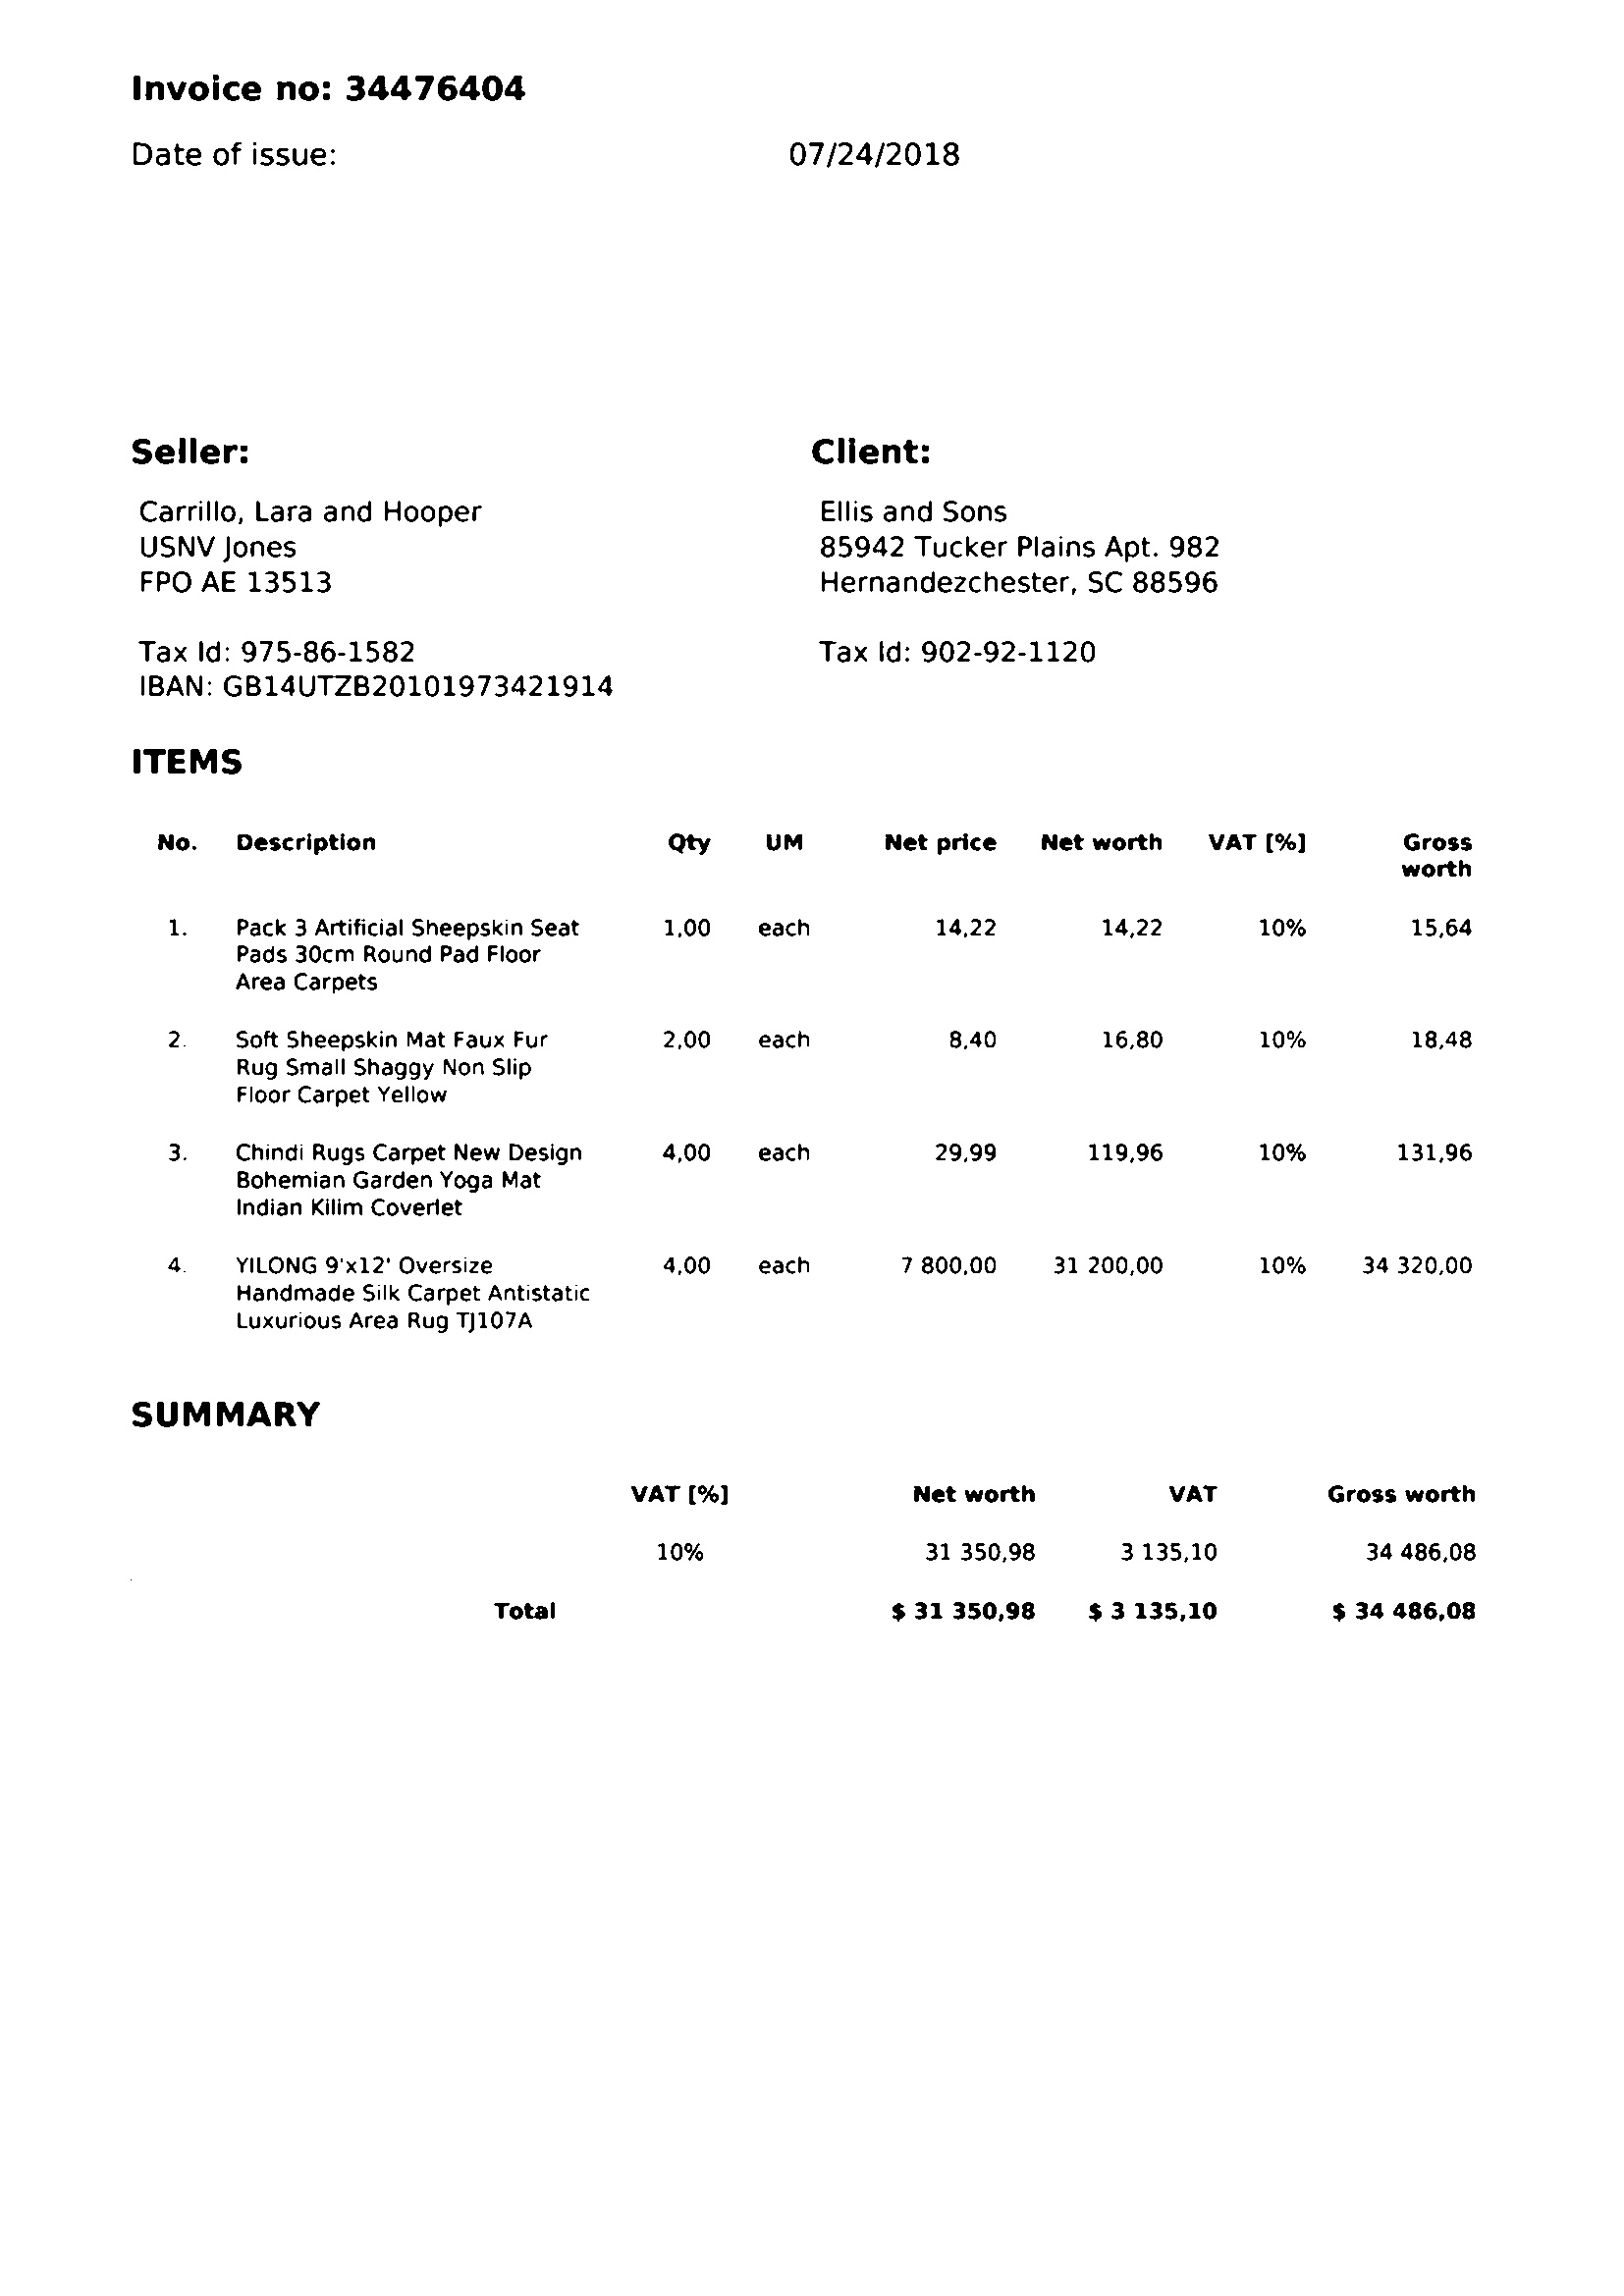 Invoice no: 34476404
Date of issue: 07/24/2018
Seller:
Carrillo, Lara and Hooper
USNV Jones
FPO AE 13513
Tax Id: 975-86-1582
IBAN: GB14UTZB20101973421914
Client:
Ellis and Sons
85942 Tucker Plains Apt. 982
Hernandezchester, SC 88596
Tax Id: 902-92-1120
ITEMS
No. Description Qty UM Net price Net worth VAT [%] Gross
worth
1. Pack 3 Artificial Sheepskin Seat 1,00 each 14,22 14,22 10% 15,64
Pads 30cm Round Pad Floor
Area Carpets
2. Soft Sheepskin Mat Faux Fur 2,00 each 8,40 16,80 10% 18,48
Rug Small Shaggy Non Slip
Floor Carpet Yellow
3. Chindi Rugs Carpet New Design 4,00 each 29,99 119,96 10% 131,96
Bohemian Garden Yoga Mat
Indian Kilim Coverlet
4. YILONG 9'x12' Oversize 4,00 each 7 800,00 31 200,00 10% 34 320,00
Handmade Silk Carpet Antistatic
Luxurious Area Rug TJ107A
SUMMARY
VAT [%] Net worth VAT Gross worth
10% 31 350,98 3 135,10 34 486,08
Total $ 31 350,98 $ 3 135,10 $ 34 486,08